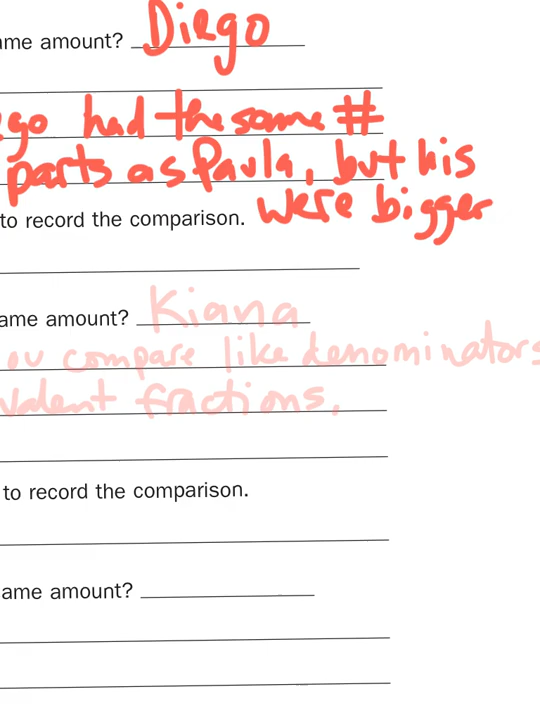 ame amount? Diego
go had the same #
parts as Paula, but his
to record the comparison. were bigger
ame amount? Kiana
ou compare like denominators
valent fractions.
to record the comparison.
ame amount?